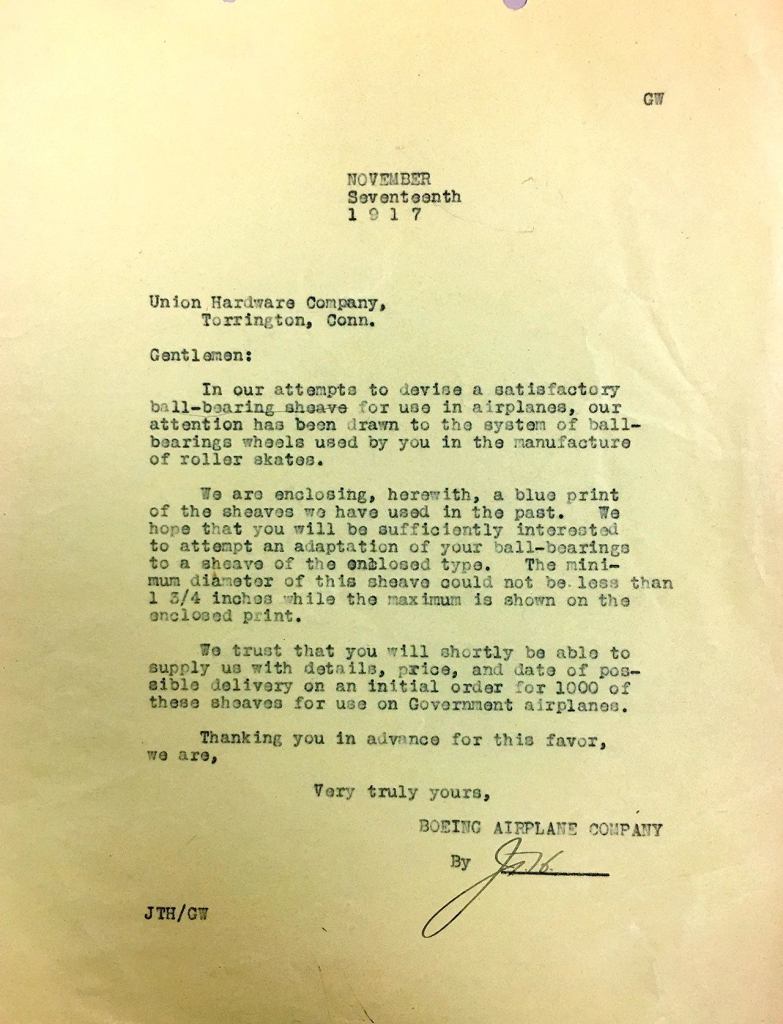 GW
NOVEMBER
Seventeenth
1 9 1 7
Union Hardware Company,
Torrington, Conn.
Gentlemen:
In our attempts to devise a satisfactory
ball-bearing sheave for use in airplanes, our
attention has been drawn to the system of ball-
bearings wheels used by you in the manufacture
of roller skates.
We are enclosing, herewith, a blue print
of the sheaves we have used in the past. We
hope that you will be sufficiently interested
to attempt an adaptation of your ball-bearings
to a sheave of the enclosed type. The mini-
mum diameter of this sheave could not be less than
1 3/4 inches while the maximum is shown on the
enclosed print.
We trust that you will shortly be able to
supply us with details, price, and date of pos-
sible delivery on an initial order for 1000 of
these sheaves for use on Government airplanes.
Thanking you in advance for this favor,
we are,
Very truly yours,
BOEING AIRPLANE COMPANY
By
JTH/GW